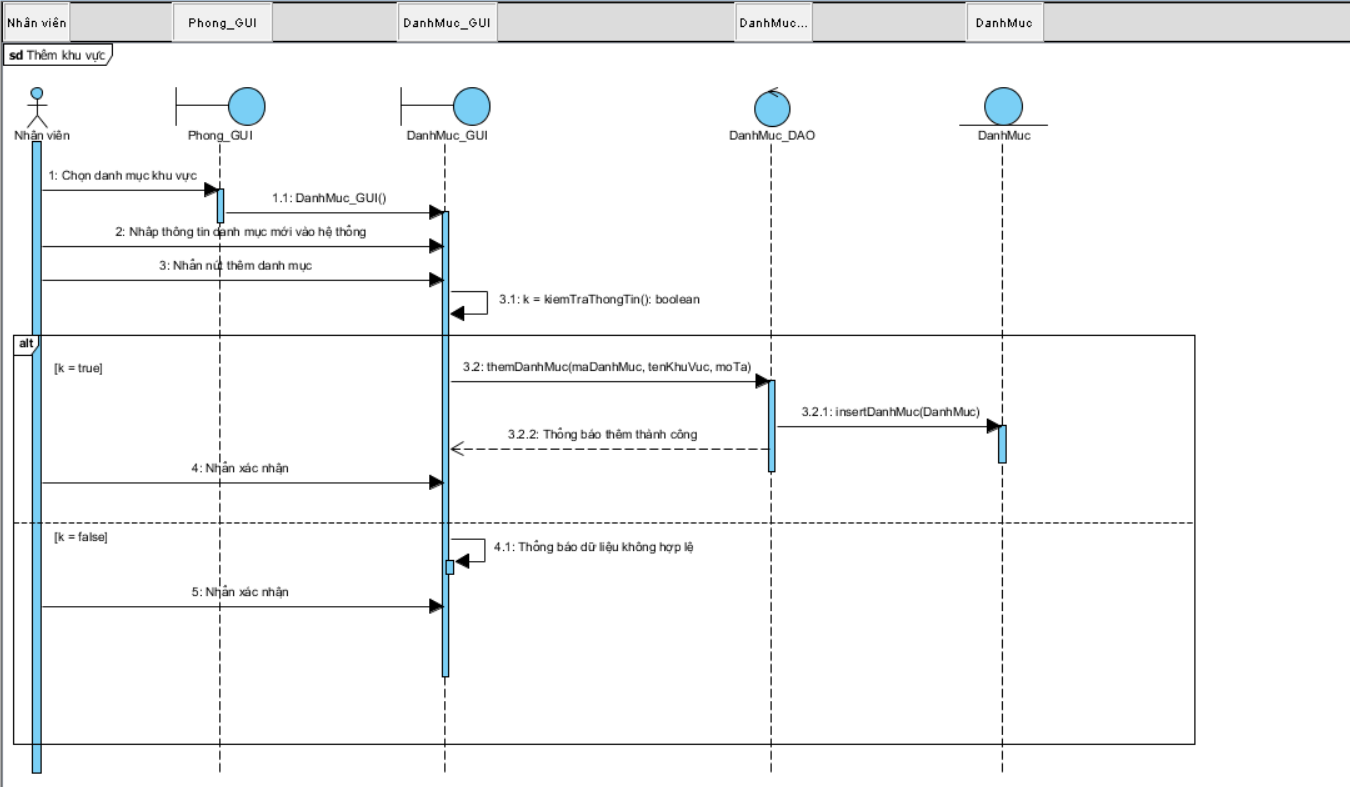 Nhân viên
Phong_GUI
DanhMuc_GUI
DanhMuc...
DanhMuc
sd Thêm khu vực
Nhân viên
Phong_GUI
DanhMuc_GUI
DanhMuc_DAO
DanhMuc
1: Chọn danh mục khu vực
1.1: DanhMuc_GUI()
2: Nhập thông tin danh mục mới vào hệ thống
3: Nhấn nút thêm danh mục
3.1: k = kiemTraThongTin(): boolean
alt
[k = true]
3.2: themDanhMuc(maDanhMuc, tenKhuVuc, moTa)
3.2.1: insertDanhMuc(DanhMuc)
3.2.2: Thông báo thêm thành công
4: Nhấn xác nhận
[k = false]
4.1: Thông báo dữ liệu không hợp lệ
5: Nhấn xác nhận